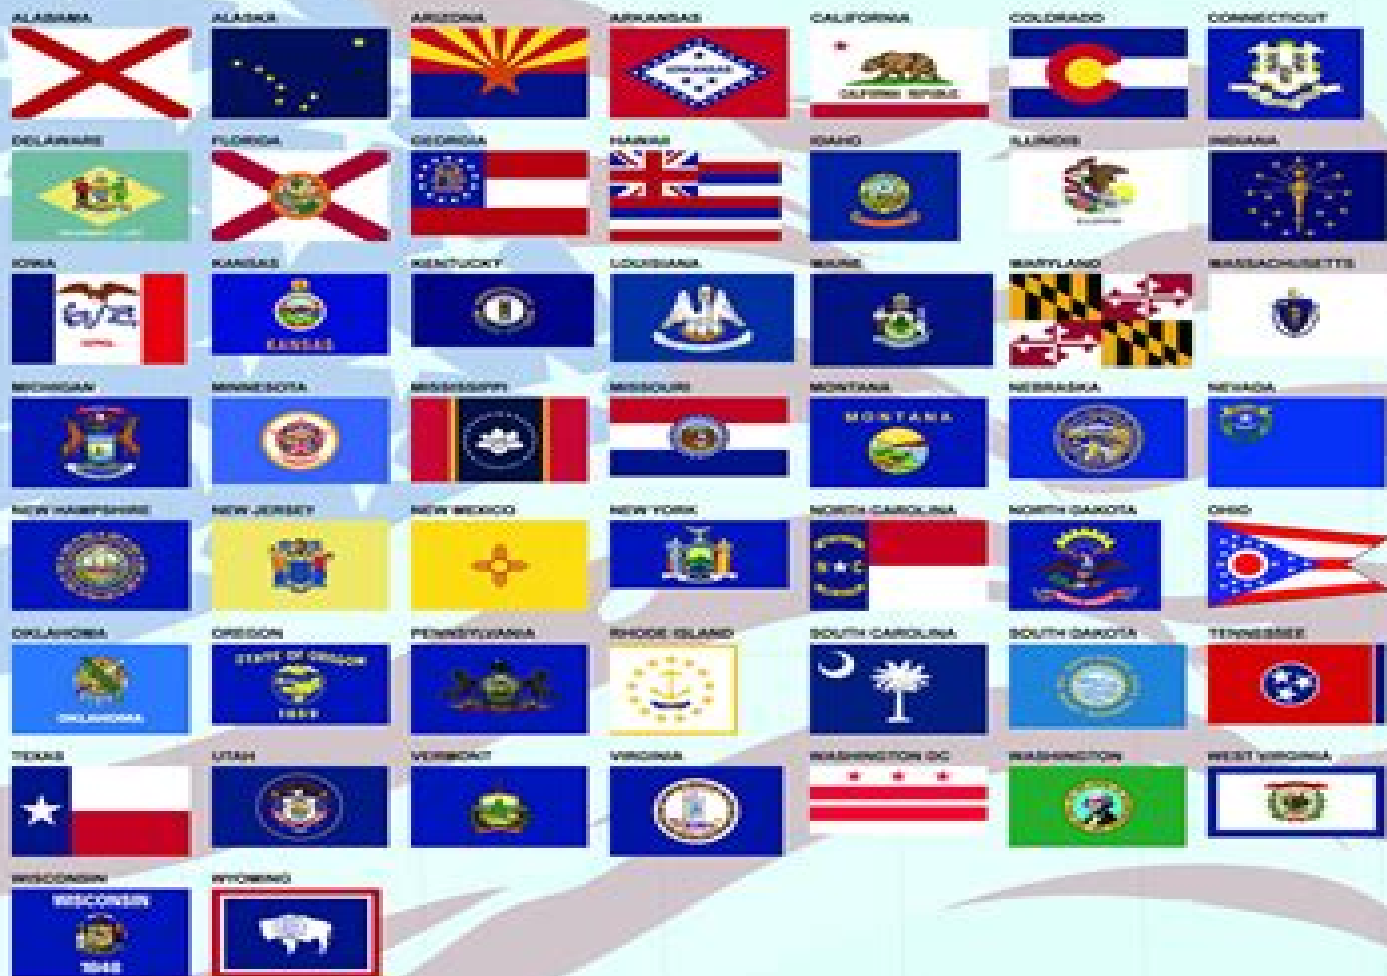 ALABAMA ALASKA ARIZONA ARKANSAS CALIFORNIA COLORADO CONNECTICUT
ARKANSAS
CALIFORNIA REPUBLIC
DELAWARE FLORIDA GEORGIA HAWAII IDAHO ILLINOIS INDIANA
IOWA KANSAS KENTUCKY LOUISIANA MAINE MARYLAND MASSACHUSETTS
KANSAS
MICHIGAN MINNESOTA MISSISSIPPI MISSOURI MONTANA NEBRASKA NEVADA
MONTANA
NEW HAMPSHIRE NEW JERSEY NEW MEXICO NEW YORK NORTH CAROLINA NORTH DAKOTA OHIO
N C
OKLAHOMA OREGON PENNSYLVANIA RHODE ISLAND SOUTH CAROLINA SOUTH DAKOTA TENNESSEE
STATE OF OREGON
OKLAHOMA
1859
TEXAS UTAH VERMONT VIRGINIA WASHINGTON DC WASHINGTON WEST VIRGINIA
WISCONSIN WYOMING
WISCONSIN
1848